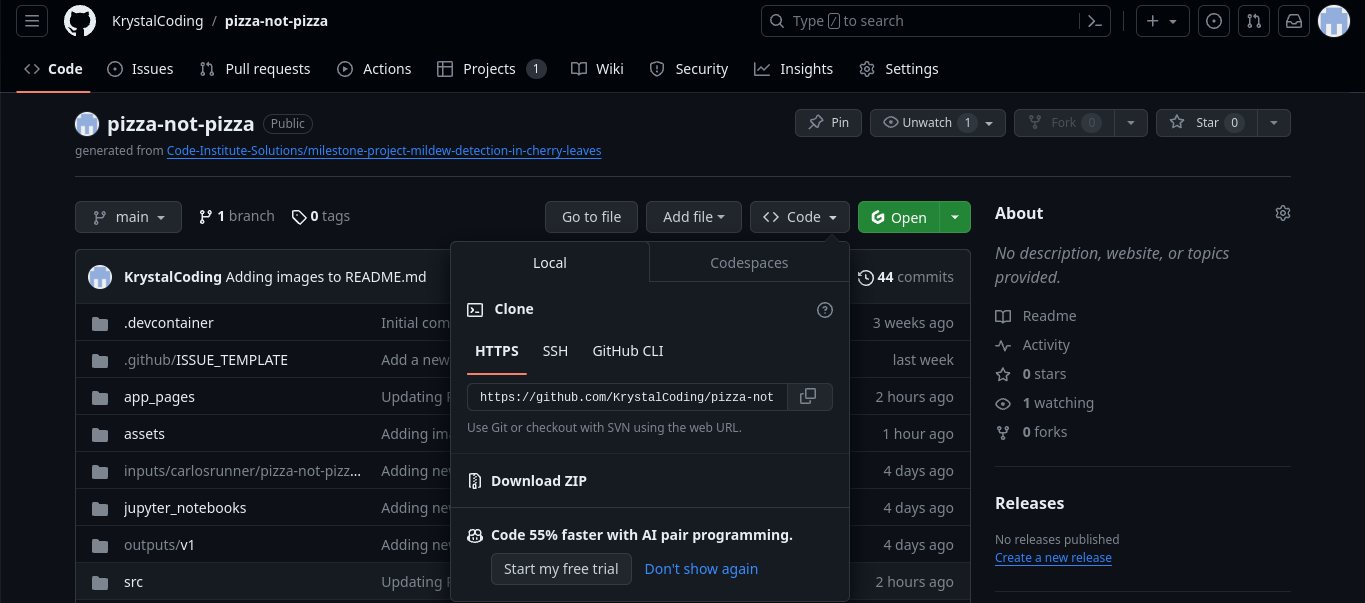 KrystalCoding / pizza-not-pizza
Type / to search
Code Issues Pull requests Actions Projects 1 Wiki Security Insights Settings
pizza-not-pizza Public
Pin Unwatch 1 Fork 0 Star 0
generated from Code-Institute-Solutions/milestone-project-mildew-detection-in-cherry-leaves
main 1 branch 0 tags Go to file Add file Code Open
KrystalCoding Adding images to README.md 44 commits
.devcontainer Initial com 3 weeks ago
.github/ISSUE_TEMPLATE Add a new last week
app_pages Updating 2 hours ago
assets Adding 1 hour ago
inputs/carlosrunner/pizza-not-pizz... Adding 4 days ago
jupyter_notebooks Adding 4 days ago
outputs/v1 Adding 4 days ago
src Updating 2 hours ago
Local Codespaces
Clone
HTTPS SSH GitHub CLI
https://github.com/KrystalCoding/pizza-not
Use Git or checkout with SVN using the web URL.
Download ZIP
Code 55% faster with AI pair programming.
Start my free trial Don't show again
About
No description, website, or topics
provided.
Readme
Activity
0 stars
1 watching
0 forks
Releases
No releases published
Create a new release